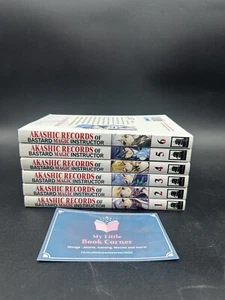 AKASHIC RECORDS OF
BASTARD MAGIC INSTRUCTOR
6
AKASHIC RECORDS OF
BASTARD MAGIC INSTRUCTOR
5
AKASHIC RECORDS OF
BASTARD MAGIC INSTRUCTOR
4
AKASHIC RECORDS OF
BASTARD MAGIC INSTRUCTOR
3
AKASHIC RECORDS OF
BASTARD MAGIC INSTRUCTOR
2
AKASHIC RECORDS OF
BASTARD MAGIC INSTRUCTOR
1
My Little
Book Corner